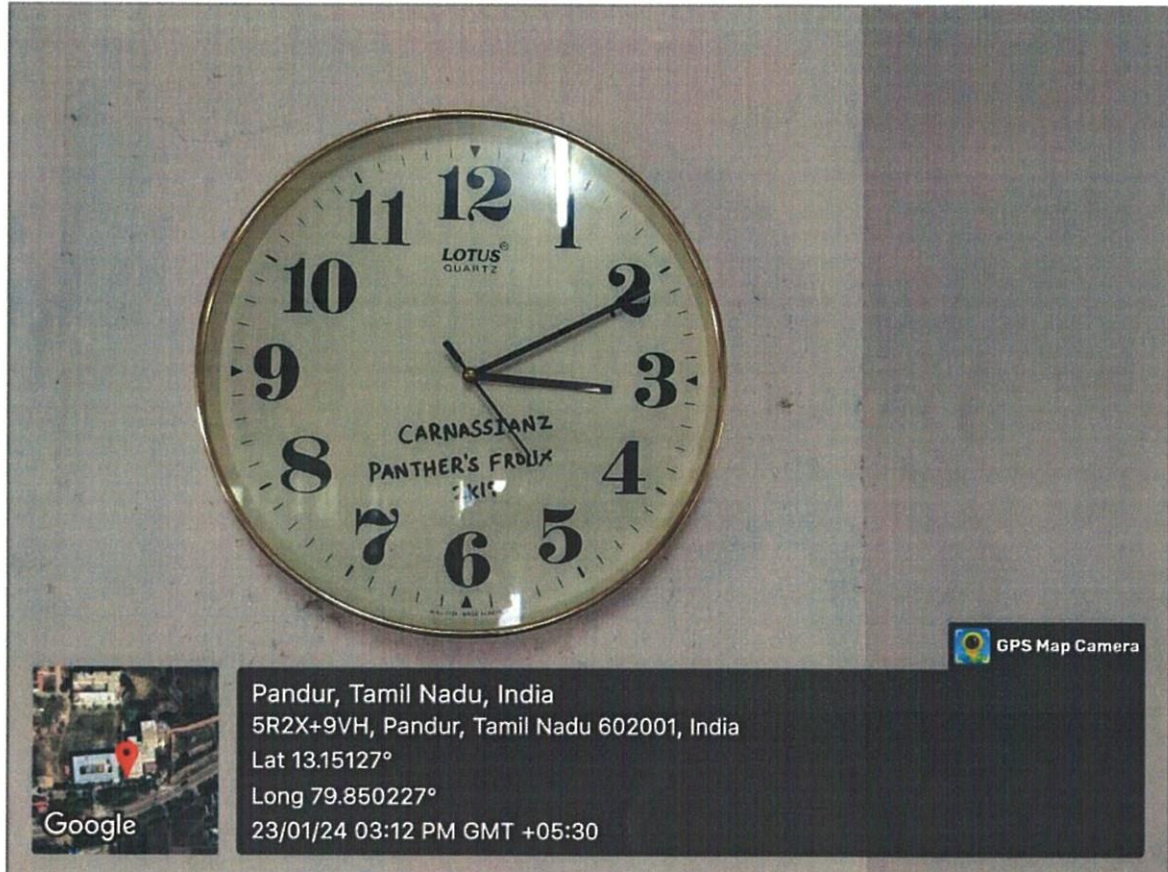 12
11
1
LOTUS®
QUARTZ
10
2
9
3
CARNASSIANZ
8
PANTHER'S FROLIX
4
7
5
6
GPS Map Camera
Pandur, Tamil Nadu, India
5R2X+9VH, Pandur, Tamil Nadu 602001, India
Lat 13.15127°
Long 79.850227°
23/01/24 03:12 PM GMT +05:30
Google